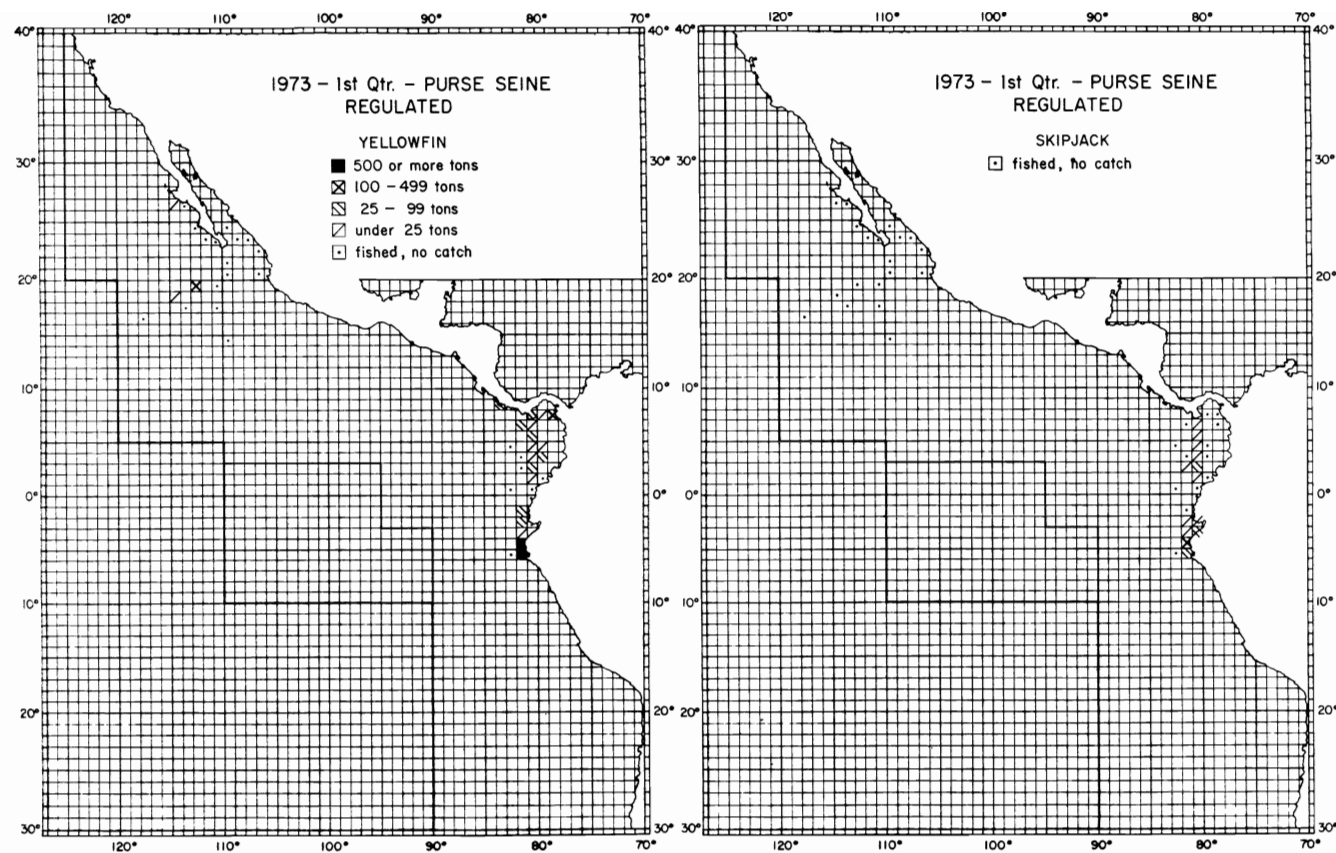 120° 110° 100° 90° 80° 70°
40° 40°
1973 – 1st Qtr. – PURSE SEINE
REGULATED
YELLOWFIN
500 or more tons
100 – 499 tons
25 – 99 tons
under 25 tons
fished, no catch
30° 30°
20° 20°
10° 10°
0° 0°
10° 10°
20° 20°
30° 30°
120° 110° 100° 90° 80° 70°
120° 110° 100° 90° 80° 70°
40° 40°
1973 – 1st Qtr. – PURSE SEINE
REGULATED
SKIPJACK
fished, no catch
30° 30°
20° 20°
10° 10°
0° 0°
10° 10°
20° 20°
30° 30°
120° 110° 100° 90° 80° 70°